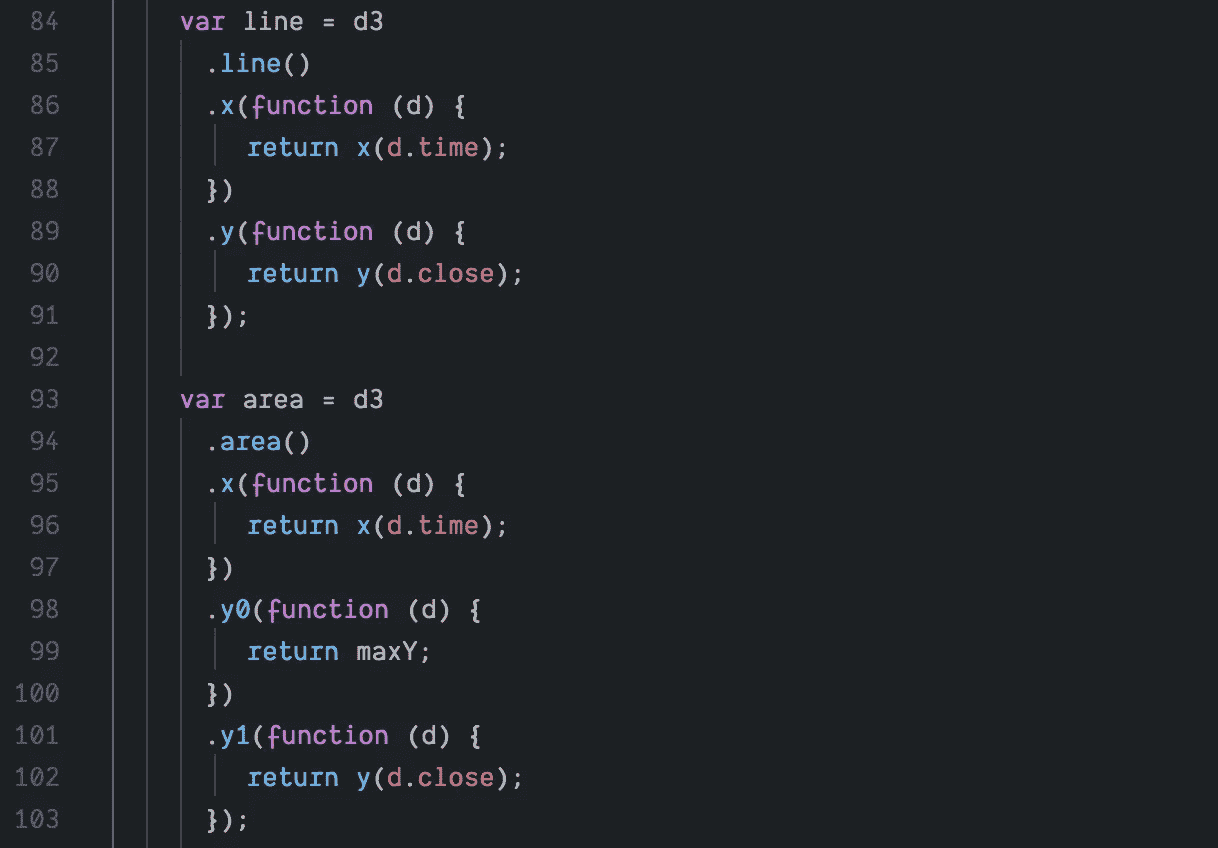 84 var line = d3
85 .line()
86 .x(function (d) {
87 return x(d.time);
88 })
89 .y(function (d) {
90 return y(d.close);
91 });
92
93 var area = d3
94 .area()
95 .x(function (d) {
96 return x(d.time);
97 })
98 .y0(function (d) {
99 return maxY;
100 })
101 .y1(function (d) {
102 return y(d.close);
103 });